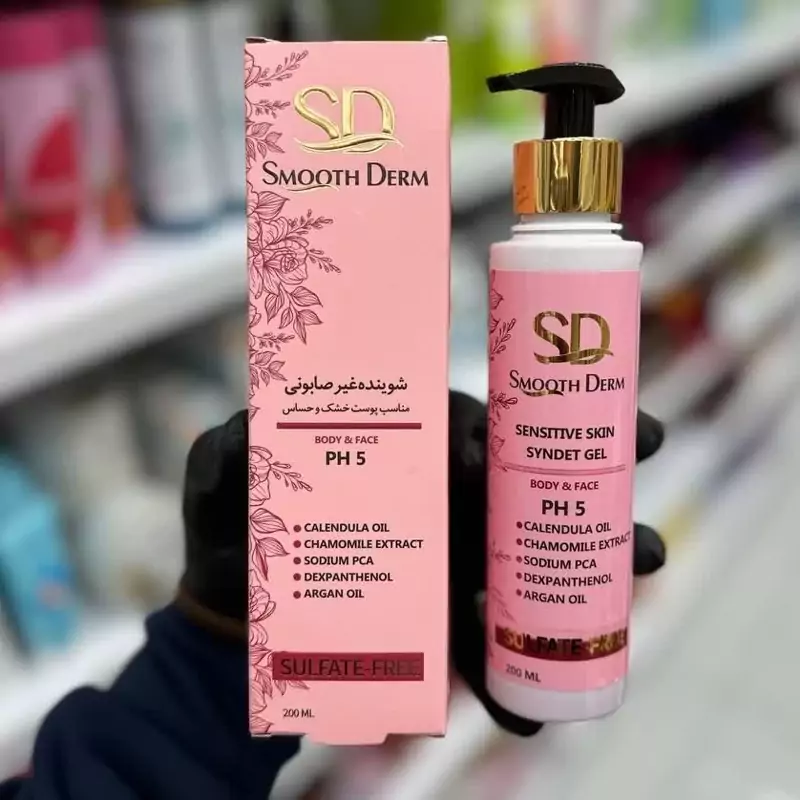 SD
SMOOTH DERM
شوینده غیر صابونی
مناسب پوست خشک و حساس
BODY & FACE
PH 5
CALENDULA OIL
CHAMOMILE EXTRACT
SODIUM PCA
DEXPANTHENOL
ARGAN OIL
SULFATE-FREE
200 ML
SD
SMOOTH DERM
SENSITIVE SKIN
SYNDET GEL
BODY & FACE
PH 5
CALENDULA OIL
CHAMOMILE EXTRACT
SODIUM PCA
DEXPANTHENOL
ARGAN OIL
SULFATE-FREE
200 ML